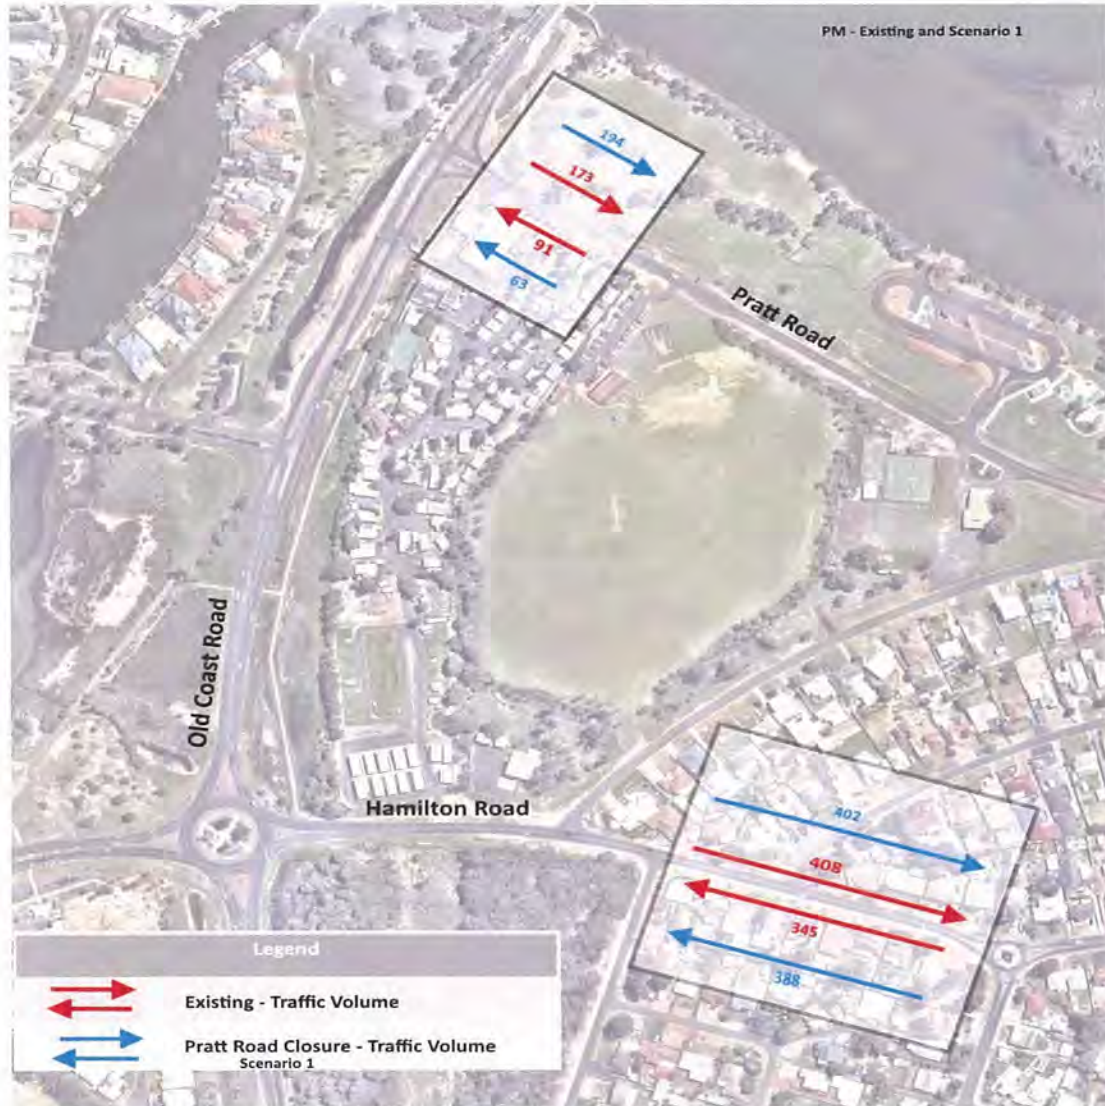 PM - Existing and Scenario 1
194
173
91
63
Pratt Road
Old Coast Road
Hamilton Road
402
408
345
388
Legend
Existing - Traffic Volume
Pratt Road Closure - Traffic Volume
Scenario 1